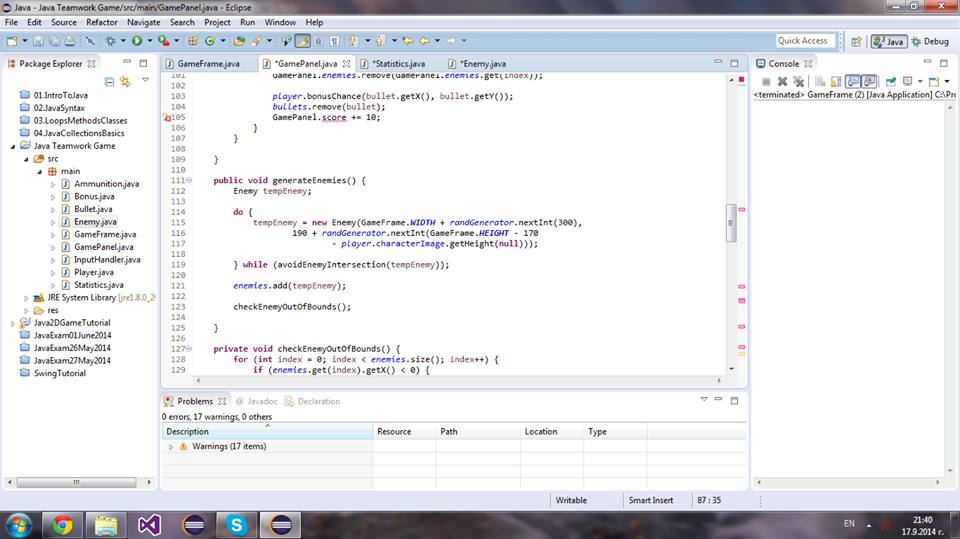 Java - Java Teamwork Game/src/main/GamePanel.java - Eclipse
File Edit Source Refactor Navigate Search Project Run Window Help
Quick Access Java Debug
Package Explorer
01.IntroToJava
02.JavaSyntax
03.LoopsMethodsClasses
04.JavaCollectionsBasics
Java Teamwork Game
src
main
Ammunition.java
Bonus.java
Bullet.java
Enemy.java
GameFrame.java
GamePanel.java
InputHandler.java
Player.java
Statistics.java
JRE System Library [jre1.8.0_2
res
Java2DGameTutorial
JavaExam01June2014
JavaExam26May2014
JavaExam27May2014
SwingTutorial
GameFrame.java *GamePanel.java *Statistics.java *Enemy.java
101 GamePanel.enemies.remove(GamePanel.enemies.get(index));
102
103 player.bonusChance(bullet.getX(), bullet.getY());
104 bullets.remove(bullet);
105 GamePanel.score += 10;
106 }
107 }
108
109 }
110
111 public void generateEnemies() {
112 Enemy tempEnemy;
113
114 do {
115 tempEnemy = new Enemy(GameFrame.WIDTH + randGenerator.nextInt(300),
116 190 + randGenerator.nextInt(GameFrame.HEIGHT - 170
117 - player.characterImage.getHeight(null)));
118
119 } while (avoidEnemyIntersection(tempEnemy));
120
121 enemies.add(tempEnemy);
122
123 checkEnemyOutOfBounds();
124
125 }
126
127 private void checkEnemyOutOfBounds() {
128 for (int index = 0; index < enemies.size(); index++) {
129 if (enemies.get(index).getX() < 0) {
Problems Javadoc Declaration
0 errors, 17 warnings, 0 others
Description Resource Path Location Type
Warnings (17 items)
Console
<terminated> GameFrame (2) [Java Application] C:\Pro
Writable Smart Insert 87 : 35
EN 21:40
17.9.2014 г.